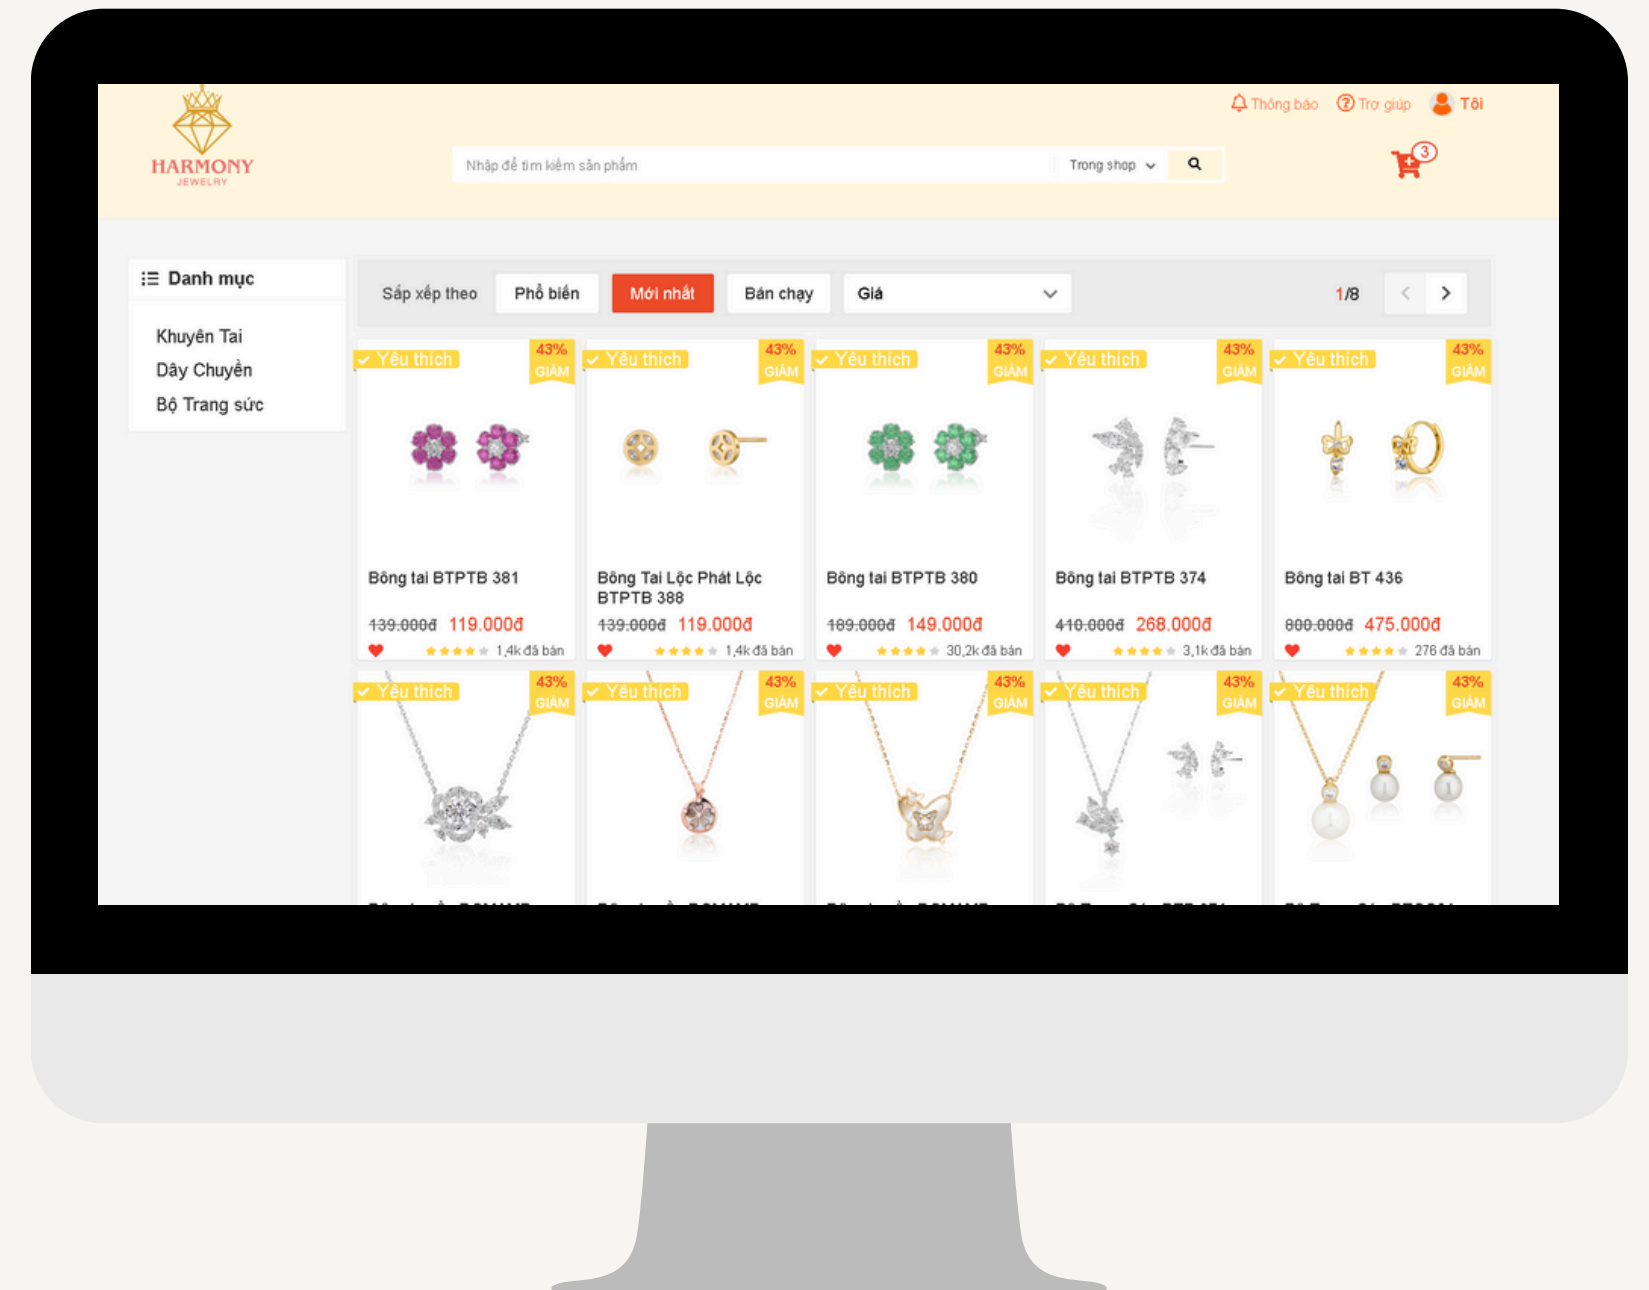 HARMONY
JEWELRY
Thông báo
Trợ giúp
Tôi
Nhập để tìm kiếm sản phẩm
Trong shop
3
Danh mục
Khuyên Tai
Dây Chuyền
Bộ Trang sức
Sắp xếp theo
Phổ biến
Mới nhất
Bán chạy
Giá
1/8
Yêu thích
43%
GIẢM
Bông tai BTPTB 381
139.000đ 119.000đ
1,4k đã bán
Yêu thích
43%
GIẢM
Bông Tai Lộc Phát Lộc
BTPTB 388
139.000đ 119.000đ
1,4k đã bán
Yêu thích
43%
GIẢM
Bông tai BTPTB 380
189.000đ 149.000đ
30,2k đã bán
Yêu thích
43%
GIẢM
Bông tai BTPTB 374
410.000đ 268.000đ
3,1k đã bán
Yêu thích
43%
GIẢM
Bông tai BT 436
800.000đ 475.000đ
276 đã bán
Yêu thích
43%
GIẢM
Yêu thích
43%
GIẢM
Yêu thích
43%
GIẢM
Yêu thích
43%
GIẢM
Yêu thích
43%
GIẢM